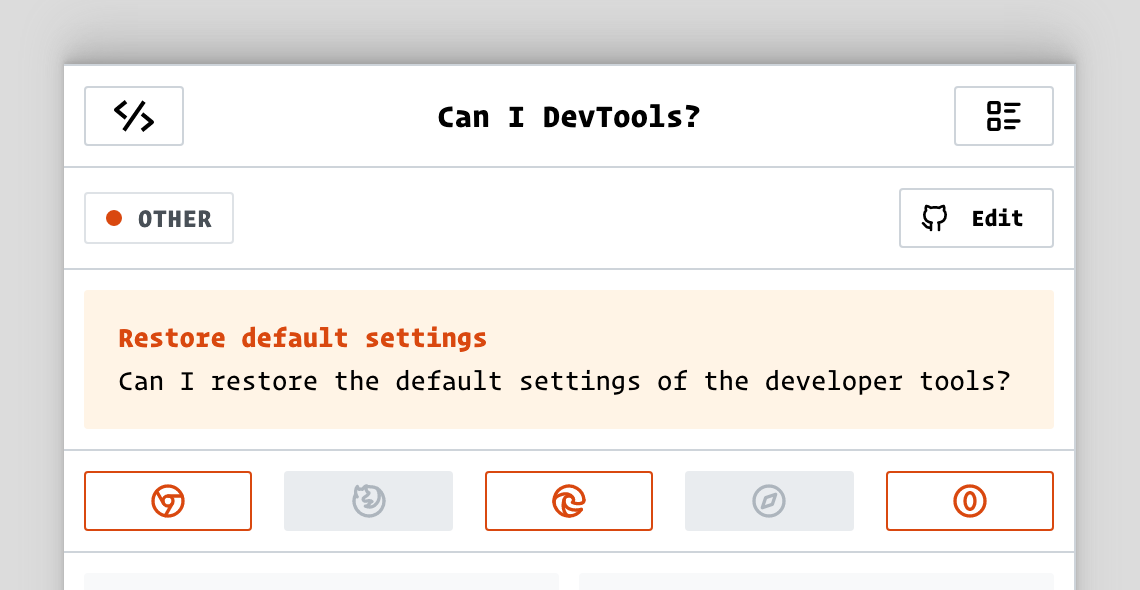 Can I DevTools?
OTHER
Edit
Restore default settings
Can I restore the default settings of the developer tools?